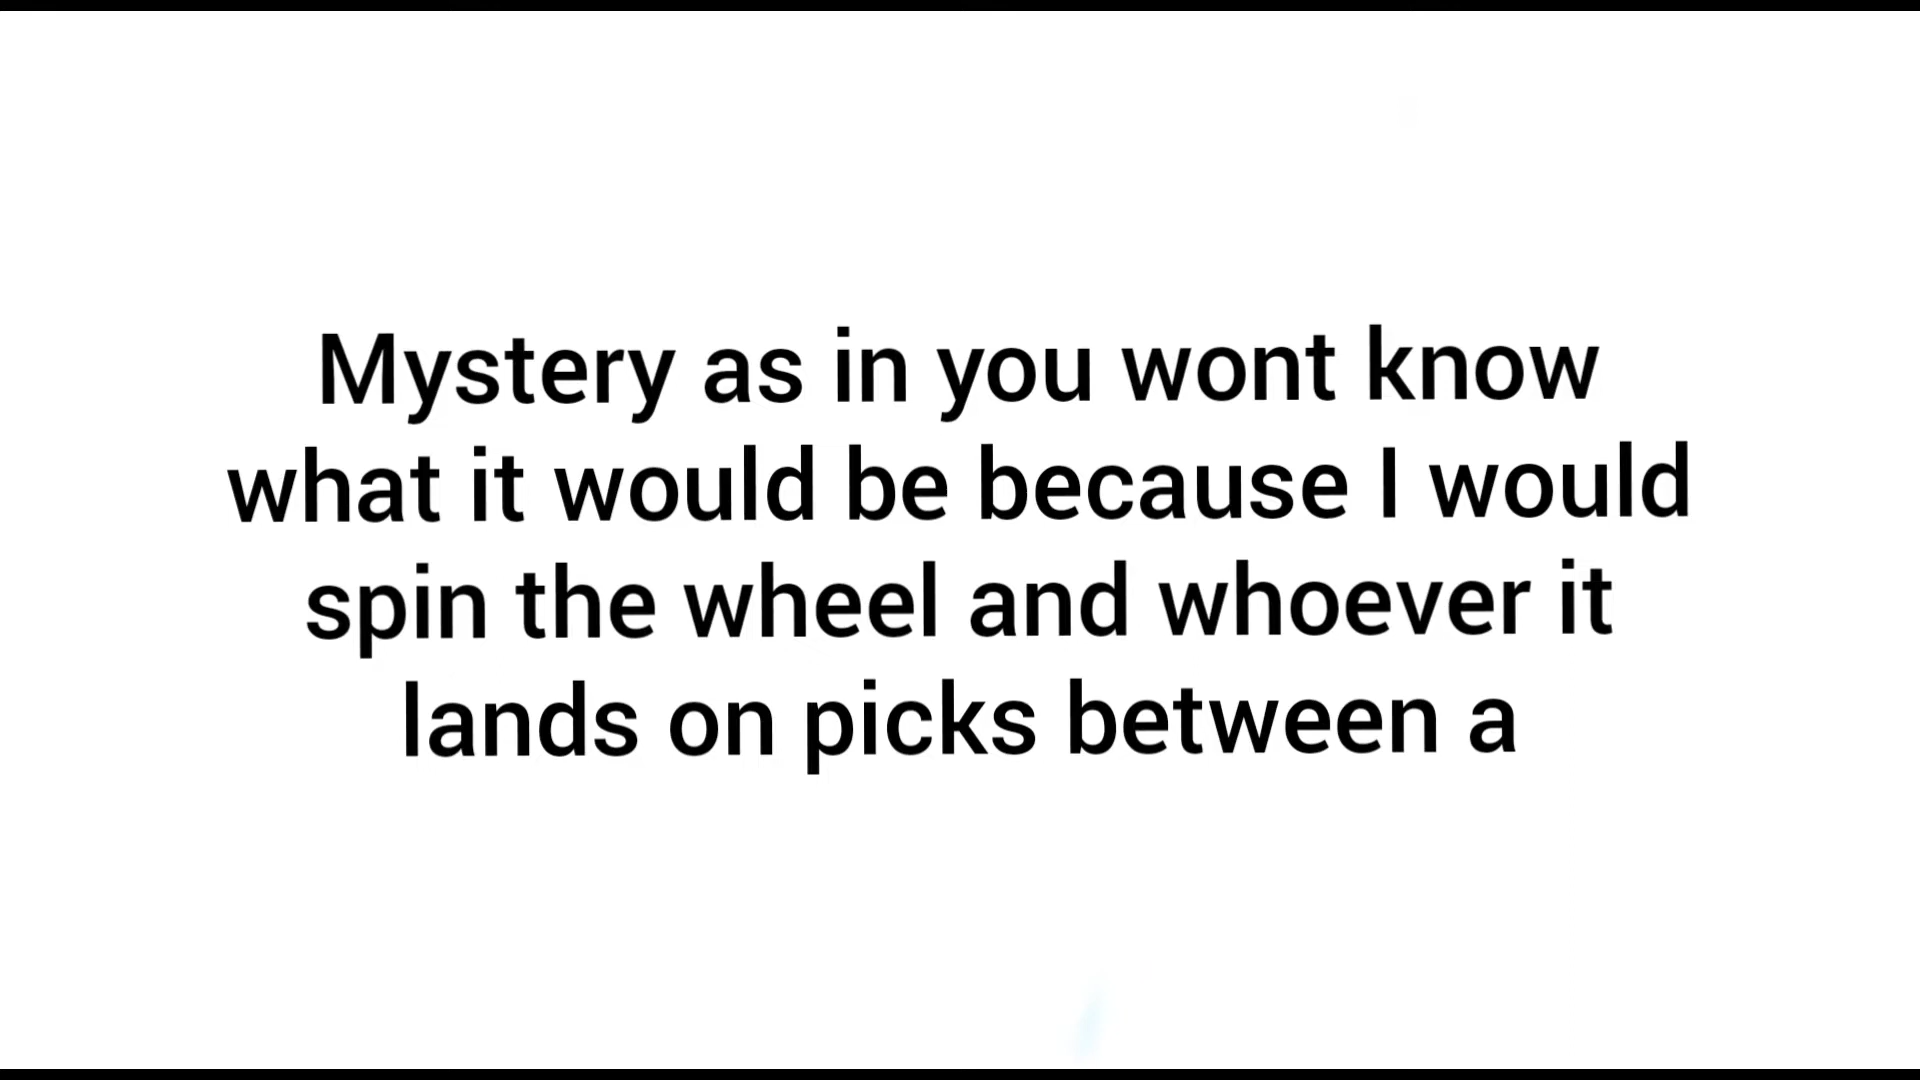 Mystery as in you wont know
what it would be because I would
spin the wheel and whoever it
lands on picks between a